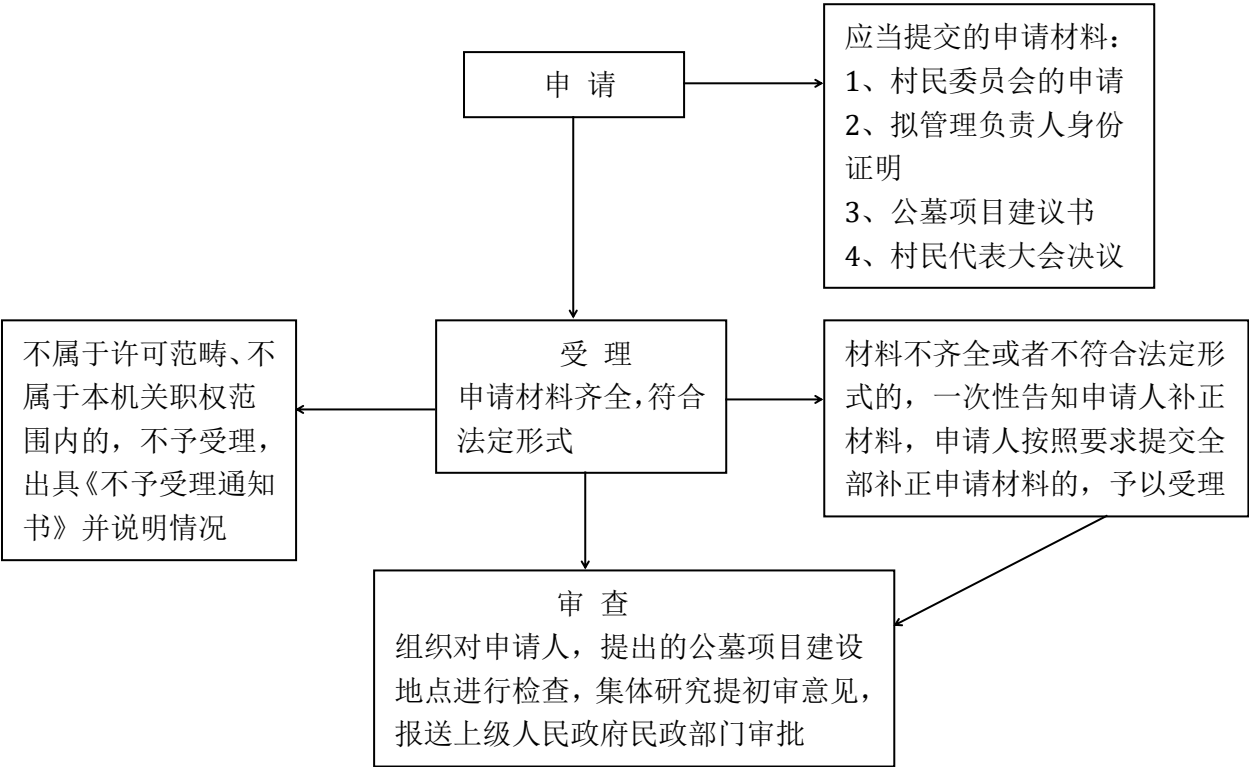 申 请
应当提交的申请材料：
1、村民委员会的申请
2、拟管理负责人身份
证明
3、公墓项目建议书
4、村民代表大会决议
不属于许可范畴、不
属于本机关职权范
围内的，不予受理，
出具《不予受理通知
书》并说明情况
受 理
申请材料齐全，符合
法定形式
材料不齐全或者不符合法定形
式的，一次性告知申请人补正
材料，申请人按照要求提交全
部补正申请材料的，予以受理
审 查
组织对申请人，提出的公墓项目建设
地点进行检查，集体研究提初审意见，
报送上级人民政府民政部门审批